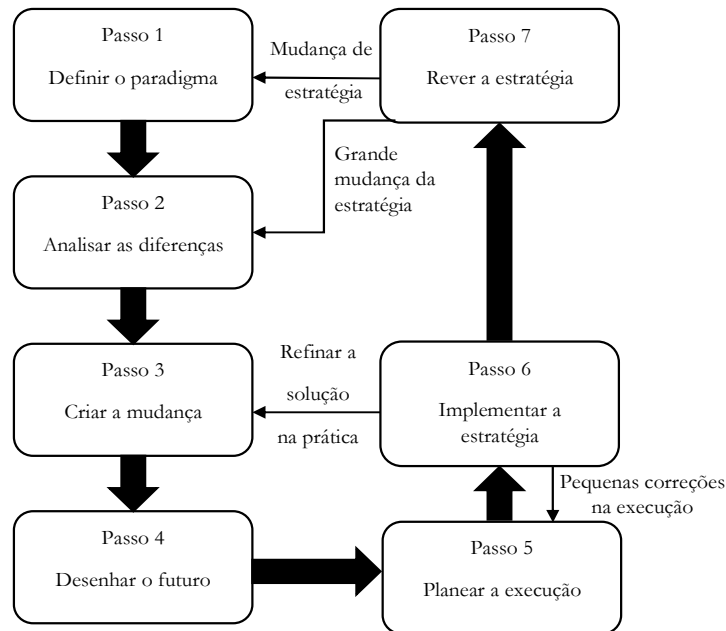 Passo 1
Definir o paradigma
Mudança de
estratégia
Passo 7
Rever a estratégia
Grande
mudança da
estratégia
Passo 2
Analisar as diferenças
Passo 3
Criar a mudança
Refinar a
solução
na prática
Passo 6
Implementar a
estratégia
Pequenas correções
na execução
Passo 4
Desenhar o futuro
Passo 5
Planear a execução